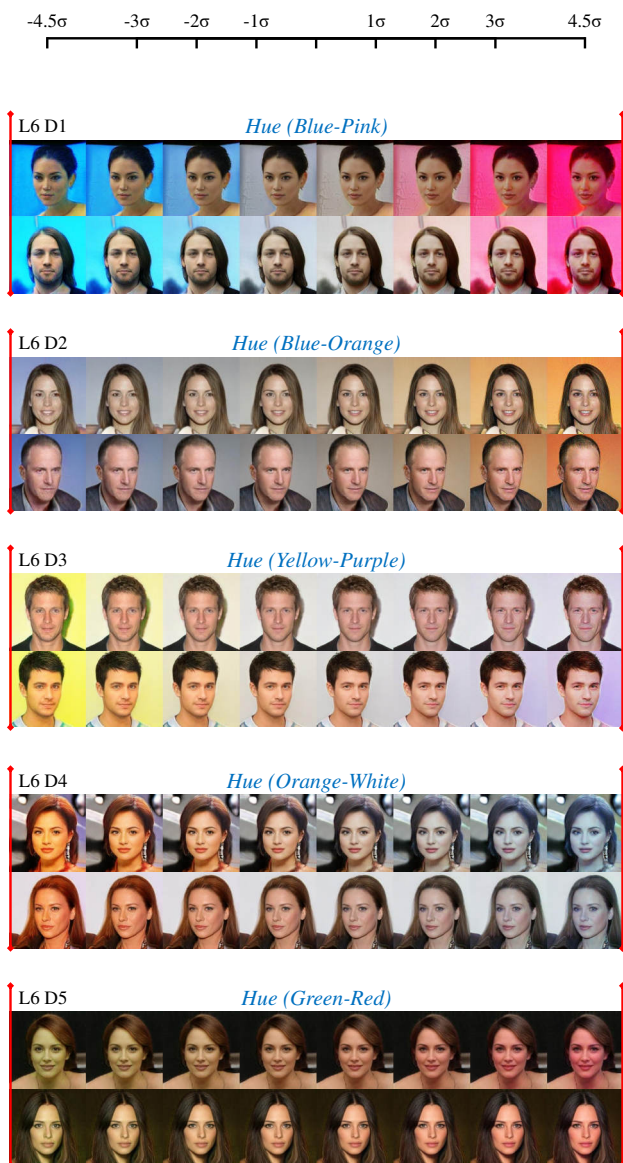 -4.5σ -3σ -2σ -1σ 1σ 2σ 3σ 4.5σ
L6 D1 Hue (Blue-Pink)
L6 D2 Hue (Blue-Orange)
L6 D3 Hue (Yellow-Purple)
L6 D4 Hue (Orange-White)
L6 D5 Hue (Green-Red)